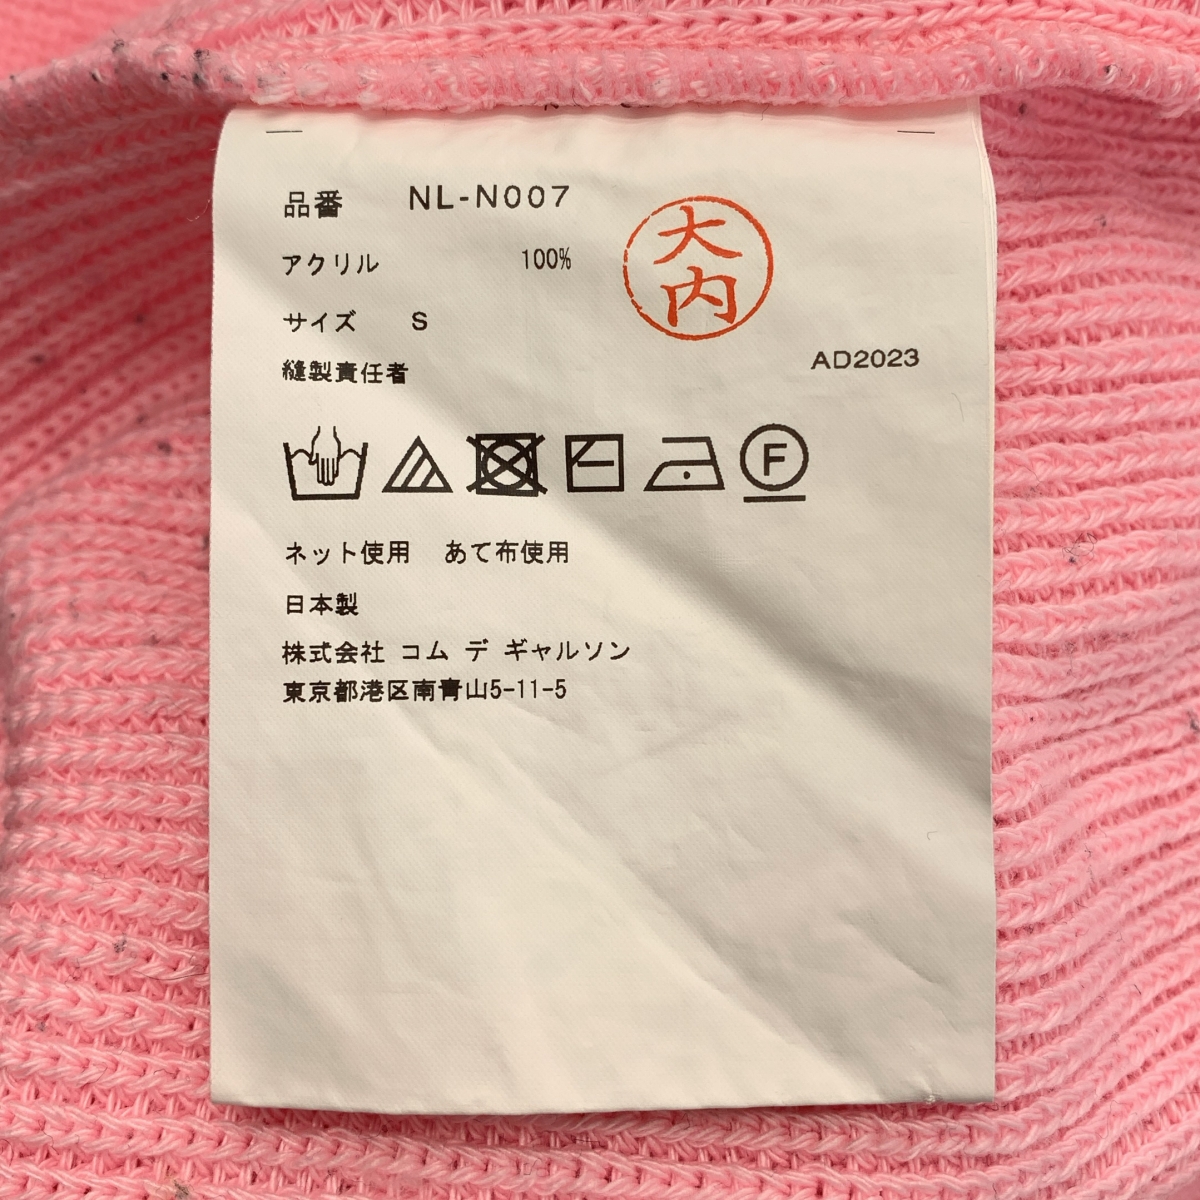 品番 NL-N007
アクリル 100%
サイズ S
縫製責任者
大内
AD2023
F
ネット使用 あて布使用
日本製
株式会社 コム デ ギャルソン
東京都港区南青山5-11-5